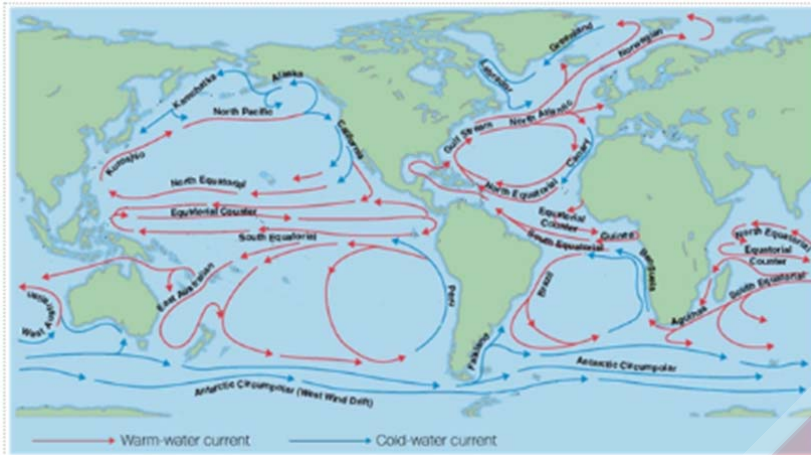 Greenland
Norwegian
Labrador
Alaska
Kamchatka
North Pacific
North Atlantic
Gulf Stream
California
Canary
Kuroshio
North Equatorial
North Equatorial
Equatorial Counter
Equatorial
Counter
Guinea
South Equatorial
South Equatorial
North Equatorial
Equatorial
Counter
South Equatorial
Benguela
East Australian
West Australian
Brazil
Peru
Agulhas
Falkland
Antarctic Circumpolar
Antarctic Circumpolar (West Wind Drift)
Warm-water current
Cold-water current